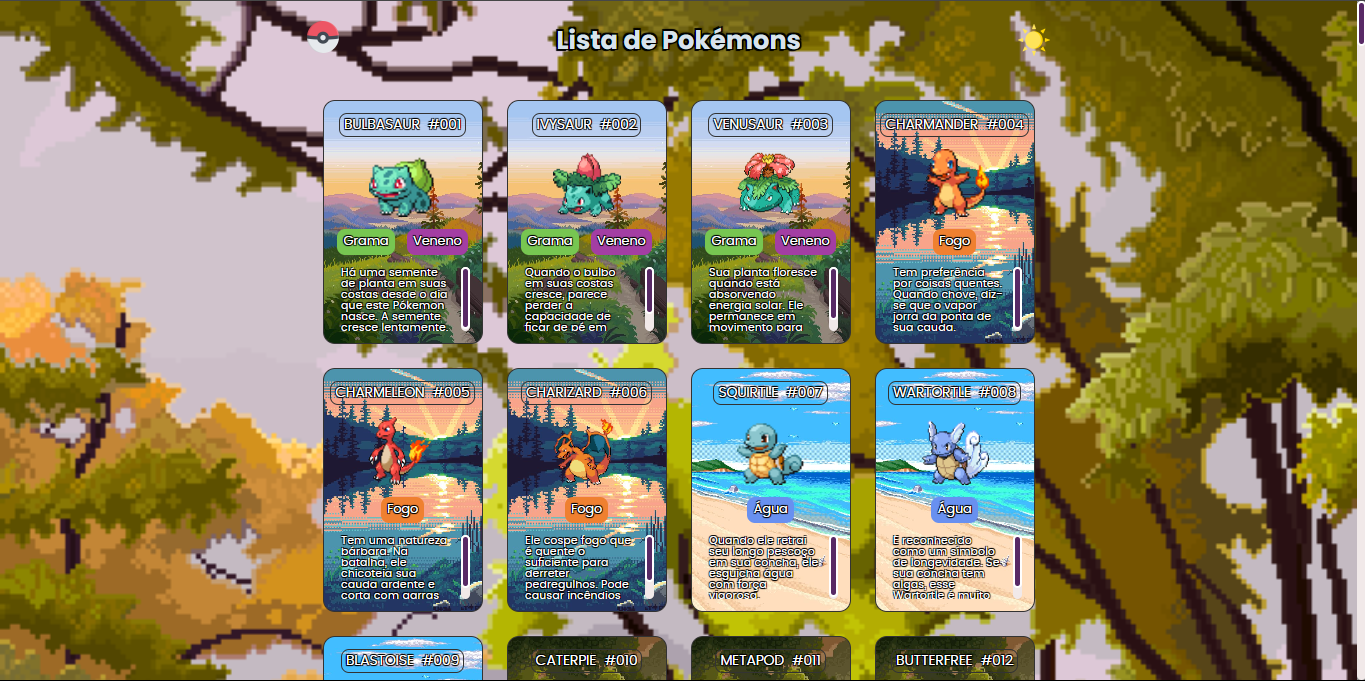 Lista de Pokémons
BULBASAUR #001
Grama Veneno
Há uma semente
de planta em suas
costas desde o dia
que este Pokémon
nasce. A semente
cresce lentamente.
IVYSAUR #002
Grama Veneno
Quando o bulbo
em suas costas
cresce, parece
perder a
capacidade de
ficar de pé em
VENUSAUR #003
Grama Veneno
Sua planta floresce
quando está
absorvendo
energia solar. Ele
permanece em
movimento para
CHARMANDER #004
Fogo
Tem preferência
por coisas quentes.
Quando chove, diz-
se que o vapor
jorra da ponta de
sua cauda.
CHARMELEON #005
Fogo
Tem uma natureza
bárbara. Na
batalha, ele
chicoteia sua
cauda ardente e
corta com garras
CHARIZARD #006
Fogo
Ele cospe fogo que
é quente o
suficiente para
derreter
pedregulhos. Pode
causar incêndios
SQUIRTLE #007
Água
Quando ele retrai
seu longo pescoço
em sua concha, ele
esguicha água
com força
vigorosa.
WARTORTLE #008
Água
É reconhecido
como um símbolo
de longevidade. Se
sua concha tem
algas, esse
Wartortle é muito
BLASTOISE #009
CATERPIE #010
METAPOD #011
BUTTERFREE #012